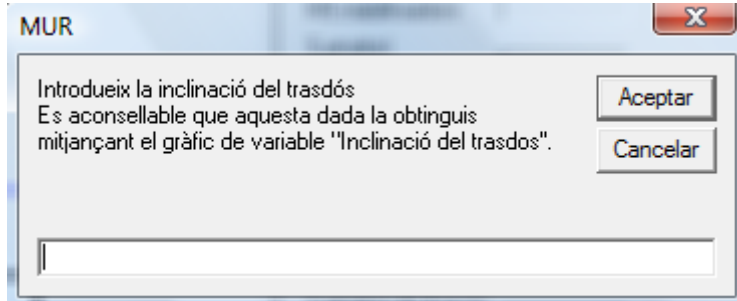 MUR
Introdueix la inclinació del trasdós
Es aconsellable que aquesta dada la obtinguis
mitjançant el gràfic de variable "Inclinació del trasdos".
Aceptar
Cancelar